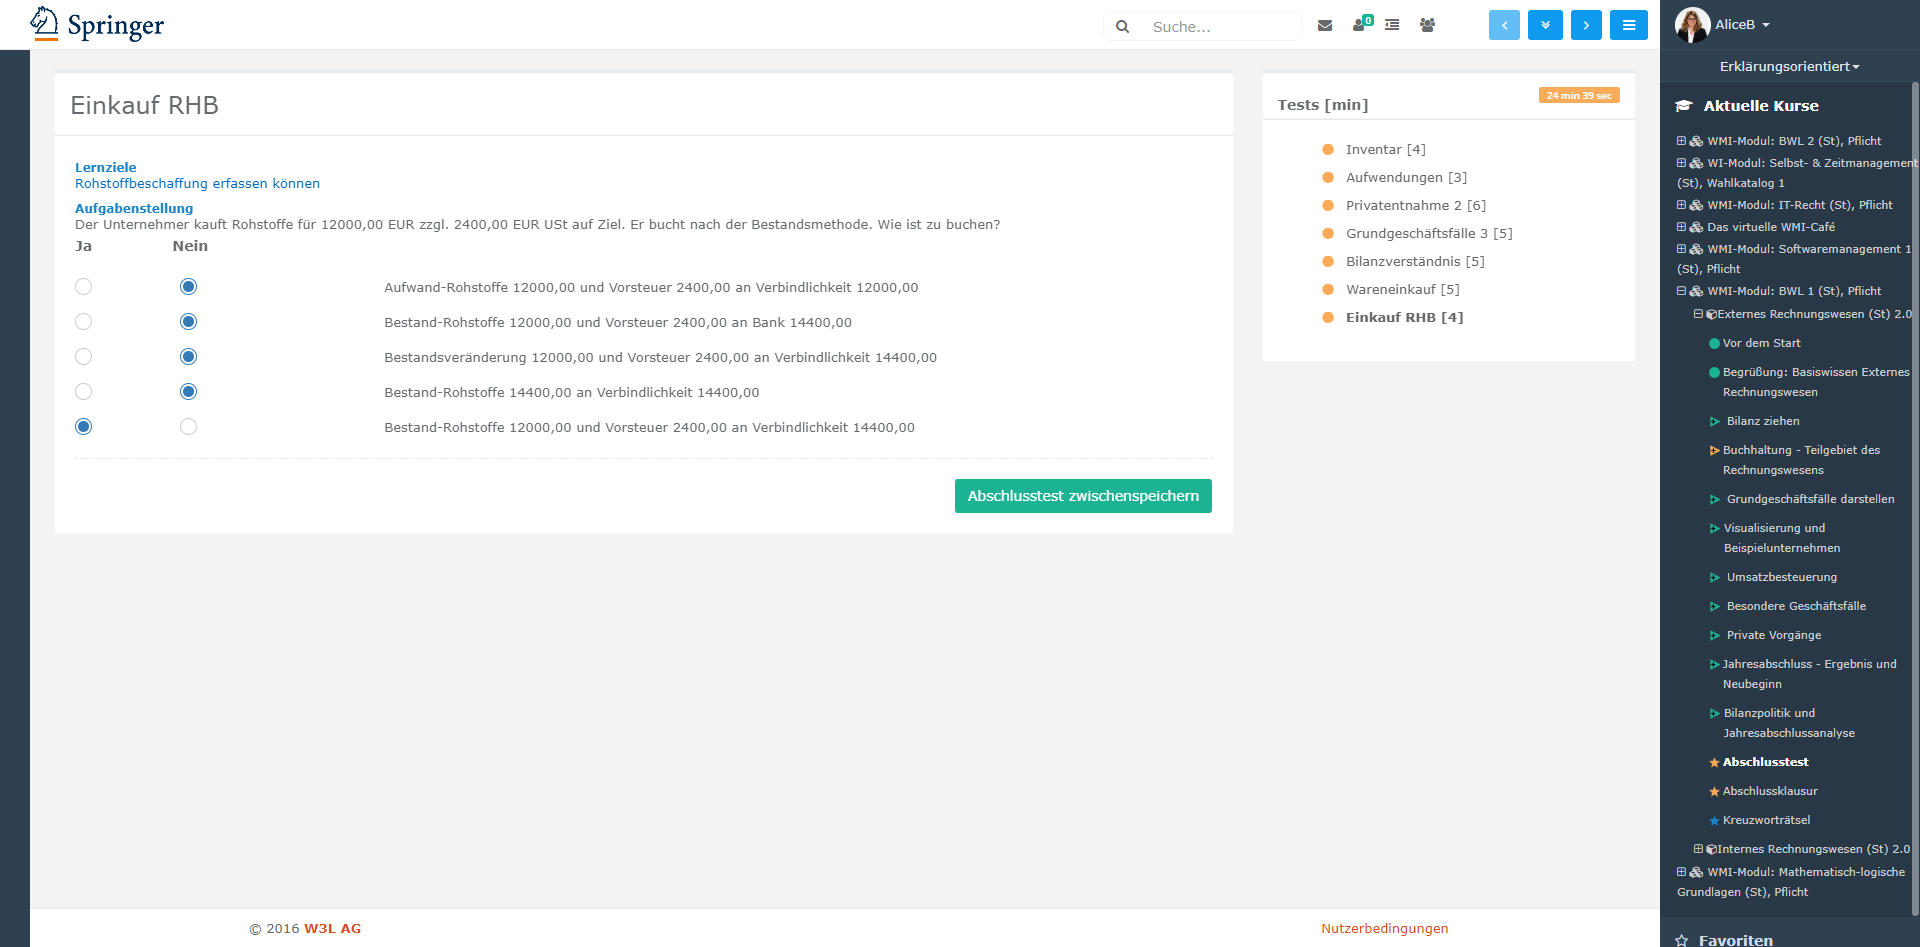 Springer
Suche...
0
AliceB
Erklärungsorientiert
Einkauf RHB
Lernziele
Rohstoffbeschaffung erfassen können
Aufgabenstellung
Der Unternehmer kauft Rohstoffe für 12000,00 EUR zzgl. 2400,00 EUR USt auf Ziel. Er bucht nach der Bestandsmethode. Wie ist zu buchen?
Ja Nein
Aufwand-Rohstoffe 12000,00 und Vorsteuer 2400,00 an Verbindlichkeit 12000,00
Bestand-Rohstoffe 12000,00 und Vorsteuer 2400,00 an Bank 14400,00
Bestandsveränderung 12000,00 und Vorsteuer 2400,00 an Verbindlichkeit 14400,00
Bestand-Rohstoffe 14400,00 an Verbindlichkeit 14400,00
Bestand-Rohstoffe 12000,00 und Vorsteuer 2400,00 an Verbindlichkeit 14400,00
Abschlusstest zwischenspeichern
Tests [min]
24 min 39 sec
Inventar [4]
Aufwendungen [3]
Privatentnahme 2 [6]
Grundgeschäftsfälle 3 [5]
Bilanzverständnis [5]
Wareneinkauf [5]
Einkauf RHB [4]
Aktuelle Kurse
WMI-Modul: BWL 2 (St), Pflicht
WI-Modul: Selbst- & Zeitmanagement
(St), Wahlkatalog 1
WMI-Modul: IT-Recht (St), Pflicht
Das virtuelle WMI-Café
WMI-Modul: Softwaremanagement 1
(St), Pflicht
WMI-Modul: BWL 1 (St), Pflicht
Externes Rechnungswesen (St) 2.0
Vor dem Start
Begrüßung: Basiswissen Externes
Rechnungswesen
Bilanz ziehen
Buchhaltung - Teilgebiet des
Rechnungswesens
Grundgeschäftsfälle darstellen
Visualisierung und
Beispielunternehmen
Umsatzbesteuerung
Besondere Geschäftsfälle
Private Vorgänge
Jahresabschluss - Ergebnis und
Neubeginn
Bilanzpolitik und
Jahresabschlussanalyse
Abschlusstest
Abschlussklausur
Kreuzworträtsel
Internes Rechnungswesen (St) 2.0
WMI-Modul: Mathematisch-logische
Grundlagen (St), Pflicht
Favoriten
© 2016 W3L AG
Nutzerbedingungen